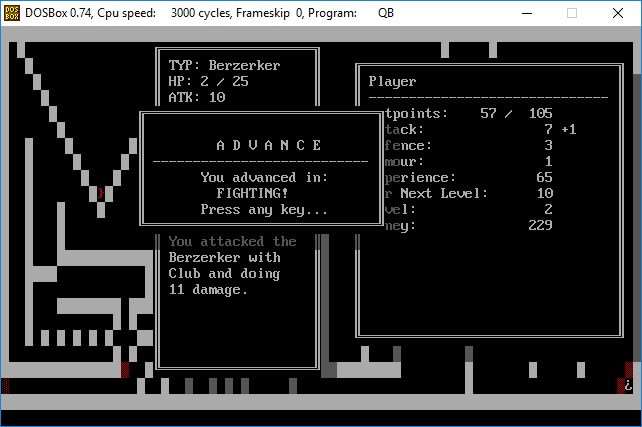 DOSBox 0.74, Cpu speed: 3000 cycles, Frameskip 0, Program: QB
TYP: Berzerker
HP: 2 / 25
ATK: 10
A D V A N C E
---------------------------
You advanced in:
FIGHTING!
Press any key...
You attacked the
Berzerker with
Club and doing
11 damage.
Player
------------------------------
tpoints: 57 / 105
tack: 7 +1
fence: 3
mour: 1
perience: 65
r Next Level: 10
vel: 2
ney: 229
¿